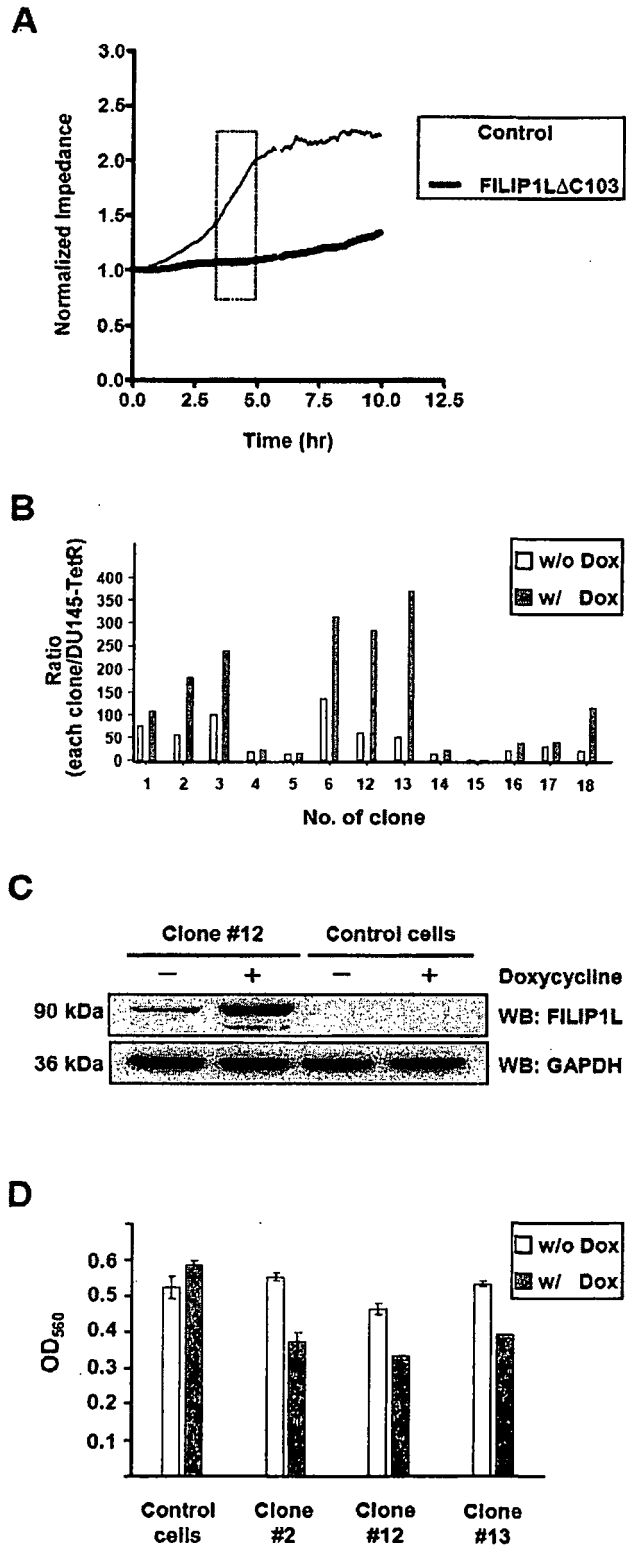 A
3.0
2.5
2.0
1.5
1.0
0.5
0.0
Normalized Impedance
0.0 2.5 5.0 7.5 10.0 12.5
Time (hr)
Control
FILIP1LΔC103
B
Ratio
(each clone/DU145-TetR)
400
350
300
250
200
150
100
50
0
1 2 3 4 5 6 12 13 14 15 16 17 18
No. of clone
w/o Dox
w/ Dox
C
Clone #12 Control cells
− + − + Doxycycline
90 kDa WB: FILIP1L
36 kDa WB: GAPDH
D
OD560
0.6
0.5
0.4
0.3
0.2
0.1
w/o Dox
w/ Dox
Control cells
Clone #2
Clone #12
Clone #13